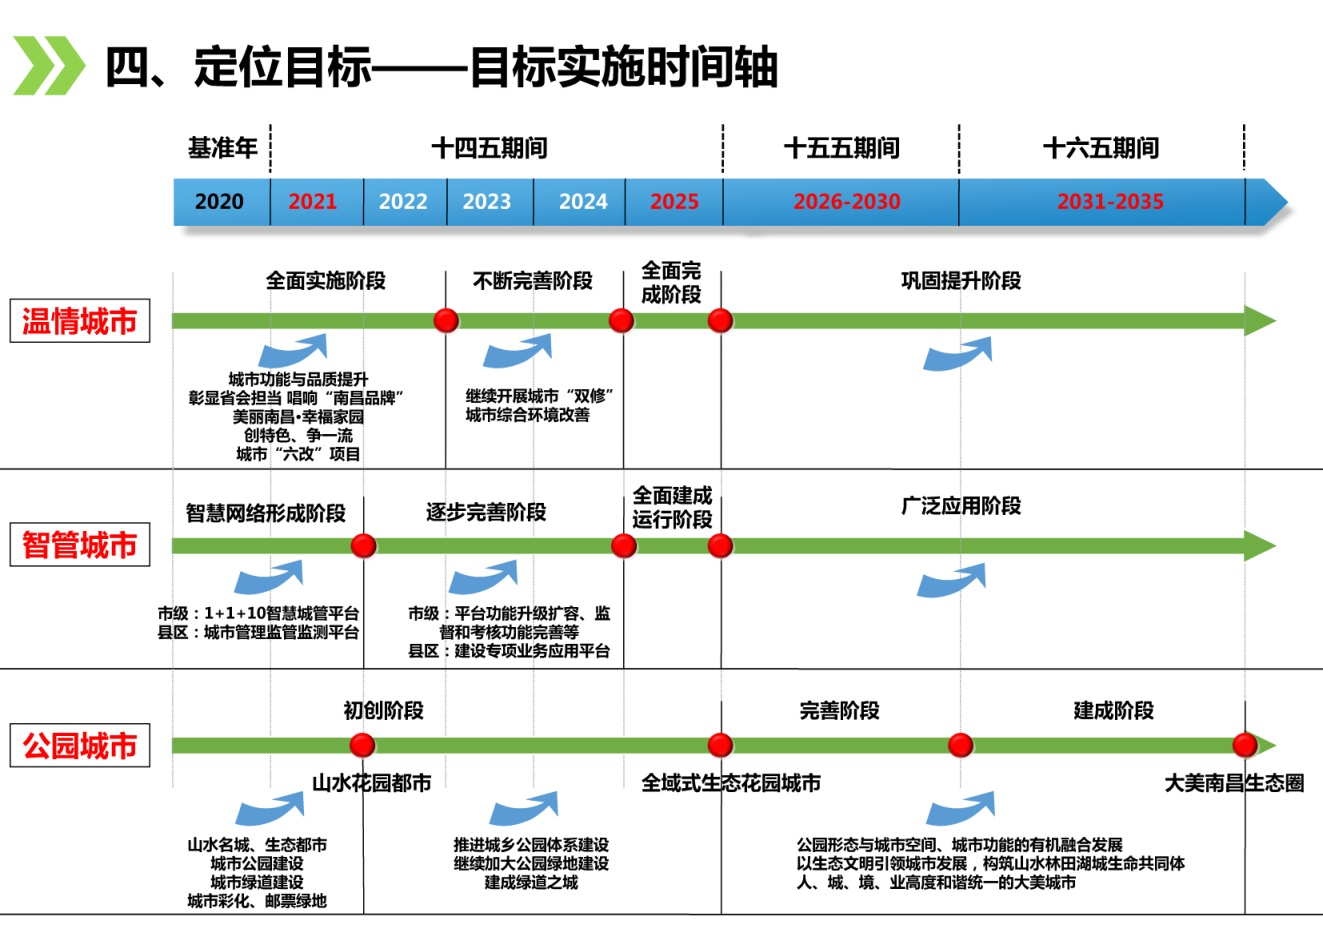 四、定位目标——目标实施时间轴
基准年 十四五期间 十五五期间 十六五期间
2020 2021 2022 2023 2024 2025 2026-2030 2031-2035
温情城市
全面实施阶段
不断完善阶段
全面完
成阶段
巩固提升阶段
城市功能与品质提升
彰显省会担当 唱响“南昌品牌”
美丽南昌•幸福家园
创特色、争一流
城市“六改”项目
继续开展城市“双修”
城市综合环境改善
智管城市
智慧网络形成阶段
逐步完善阶段
全面建成
运行阶段
广泛应用阶段
市级：1+1+10智慧城管平台
县区：城市管理监管监测平台
市级：平台功能升级扩容、监
督和考核功能完善等
县区：建设专项业务应用平台
公园城市
初创阶段
完善阶段
建成阶段
山水花园都市
全域式生态花园城市
大美南昌生态圈
山水名城、生态都市
城市公园建设
城市绿道建设
城市彩化、邮票绿地
推进城乡公园体系建设
继续加大公园绿地建设
建成绿道之城
公园形态与城市空间、城市功能的有机融合发展
以生态文明引领城市发展，构筑山水林田湖城生命共同体
人、城、境、业高度和谐统一的大美城市